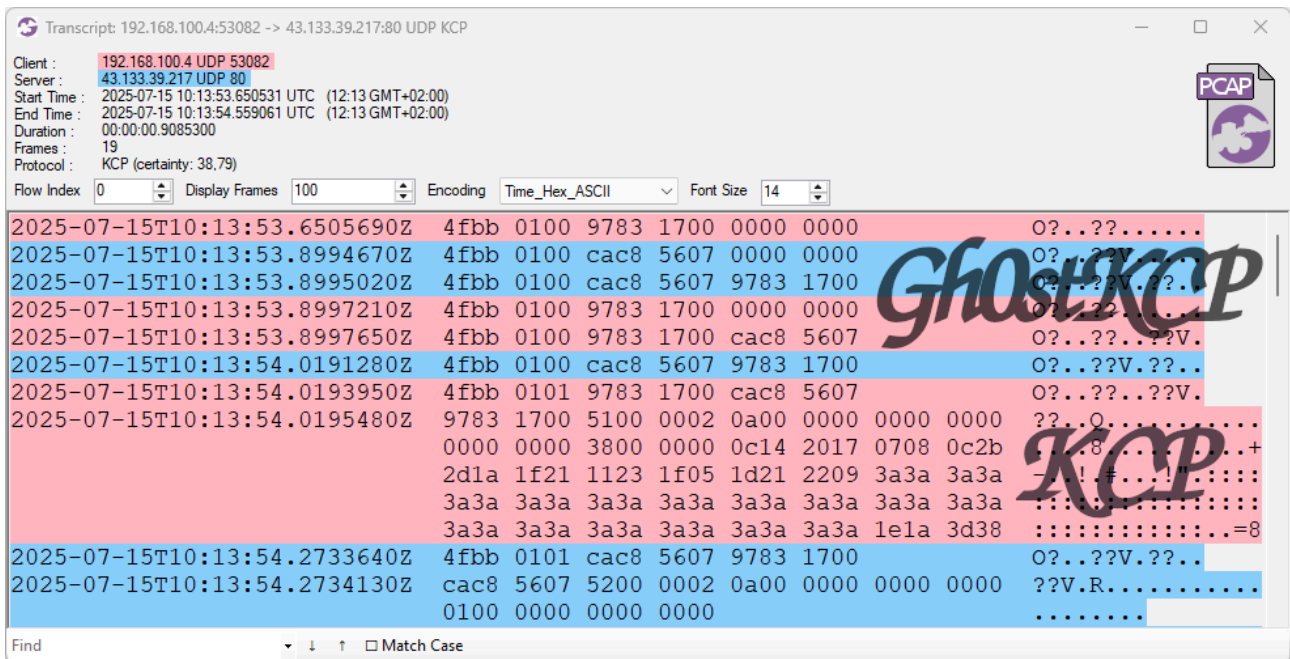 Transcript: 192.168.100.4:53082 -> 43.133.39.217:80 UDP KCP
Client : 192.168.100.4 UDP 53082
Server : 43.133.39.217 UDP 80
Start Time : 2025-07-15 10:13:53.650531 UTC (12:13 GMT+02:00)
End Time : 2025-07-15 10:13:54.559061 UTC (12:13 GMT+02:00)
Duration : 00:00:00.9085300
Frames : 19
Protocol : KCP (certainty: 38,79)
PCAP
Flow Index 0 Display Frames 100 Encoding Time_Hex_ASCII Font Size 14
2025-07-15T10:13:53.6505690Z 4fbb 0100 9783 1700 0000 0000 O?..??......
2025-07-15T10:13:53.8994670Z 4fbb 0100 cac8 5607 0000 0000 O?..??V.....
2025-07-15T10:13:53.8995020Z 4fbb 0100 cac8 5607 9783 1700 O?..??V.??..
Gh0stKCP
2025-07-15T10:13:53.8997210Z 4fbb 0100 9783 1700 0000 0000 O?..??......
2025-07-15T10:13:53.8997650Z 4fbb 0100 9783 1700 cac8 5607 O?..??..??V.
2025-07-15T10:13:54.0191280Z 4fbb 0100 cac8 5607 9783 1700 O?..??V.??..
2025-07-15T10:13:54.0193950Z 4fbb 0101 9783 1700 cac8 5607 O?..??..??V.
2025-07-15T10:13:54.0195480Z 9783 1700 5100 0002 0a00 0000 0000 0000 ??..Q...........
0000 0000 3800 0000 0c14 2017 0708 0c2b ....8..... ....+
KCP
2d1a 1f21 1123 1f05 1d21 2209 3a3a 3a3a -..!.#...!".::::
3a3a 3a3a 3a3a 3a3a 3a3a 3a3a 3a3a 3a3a ::::::::::::::::
3a3a 3a3a 3a3a 3a3a 3a3a 3a3a 1e1a 3d38 ::::::::::::..=8
2025-07-15T10:13:54.2733640Z 4fbb 0101 cac8 5607 9783 1700 O?..??V.??..
2025-07-15T10:13:54.2734130Z cac8 5607 5200 0002 0a00 0000 0000 0000 ??V.R...........
0100 0000 0000 0000 ........
Find Match Case